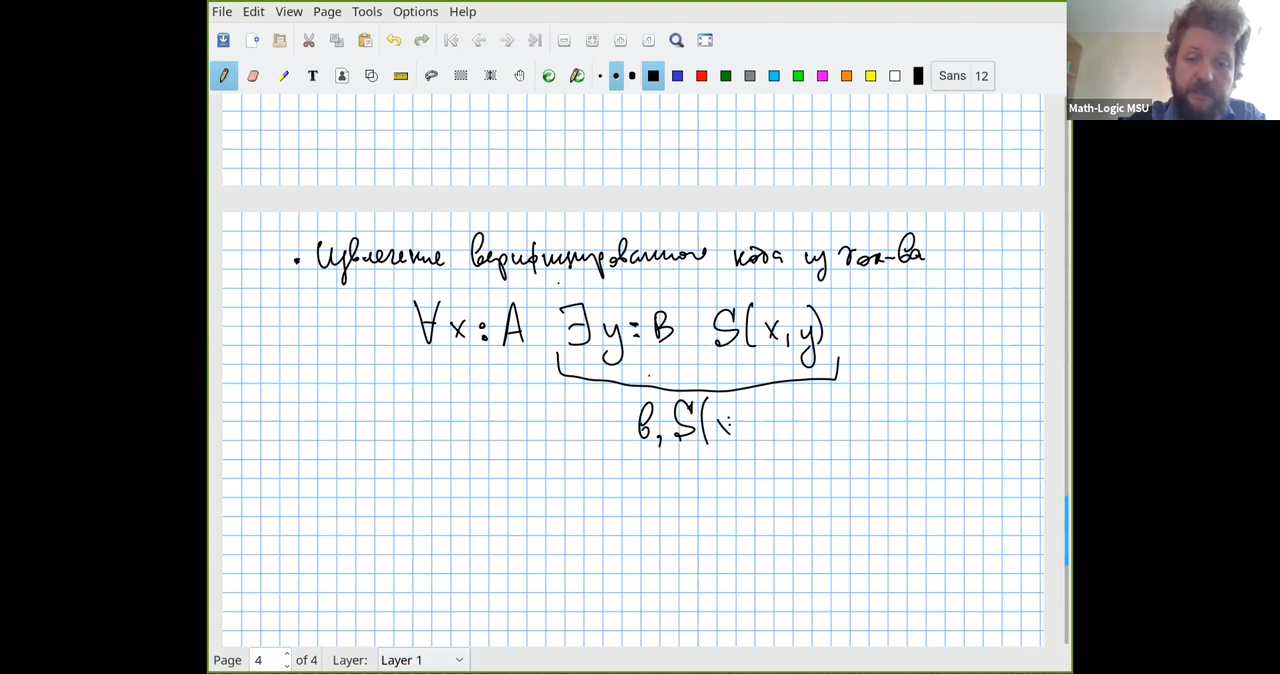 File Edit View Page Tools Options Help
Sans 12
Math-Logic MSU
• Извлечение верифицированного кода из док-ва
∀x:A ∃y:B S(x,y)
b, S(x
Page 4 of 4 Layer: Layer 1